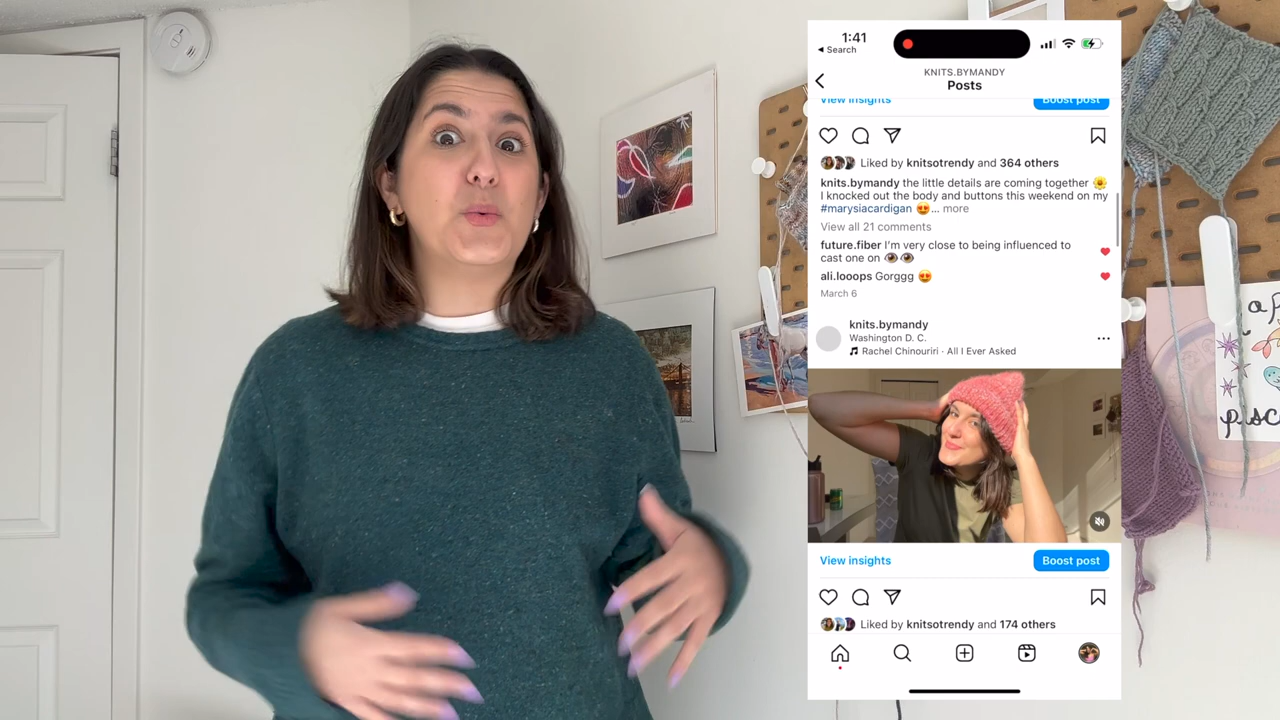 1:41
Search
KNITS.BYMANDY
Posts
View insights
Boost post
Liked by knitsotrendy and 364 others
knits.bymandy the little details are coming together 🌻
I knocked out the body and buttons this weekend on my
#marysiacardigan 😍... more
View all 21 comments
future.fiber I'm very close to being influenced to
cast one on 👁️👁️
ali.looops Gorggg 😍
March 6
knits.bymandy
Washington D. C.
Rachel Chinouriri · All I Ever Asked
View insights
Boost post
Liked by knitsotrendy and 174 others